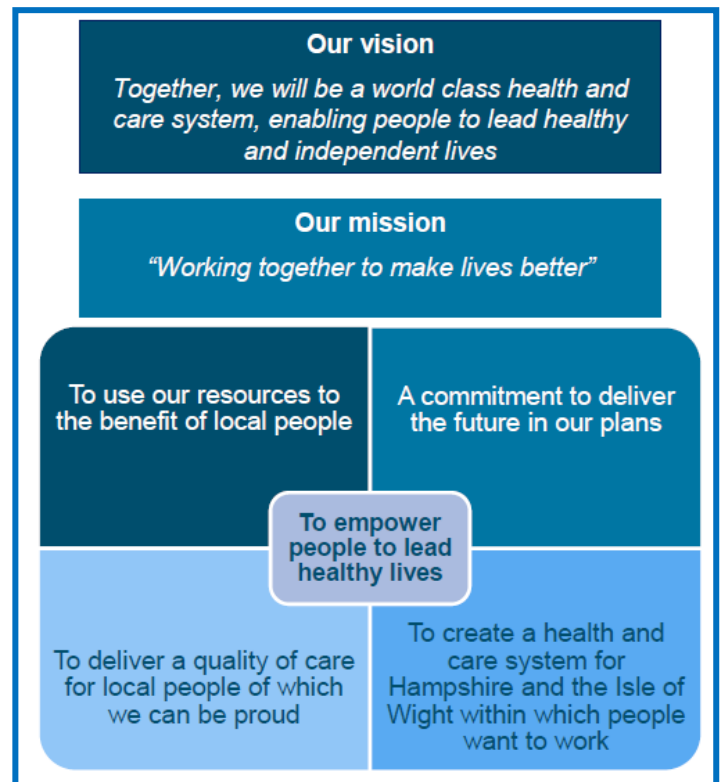 Our vision
Together, we will be a world class health and
care system, enabling people to lead healthy
and independent lives
Our mission
“Working together to make lives better”
To use our resources to
the benefit of local people
A commitment to deliver
the future in our plans
To empower
people to lead
healthy lives
To deliver a quality of care
for local people of which
we can be proud
To create a health and
care system for
Hampshire and the Isle of
Wight within which people
want to work